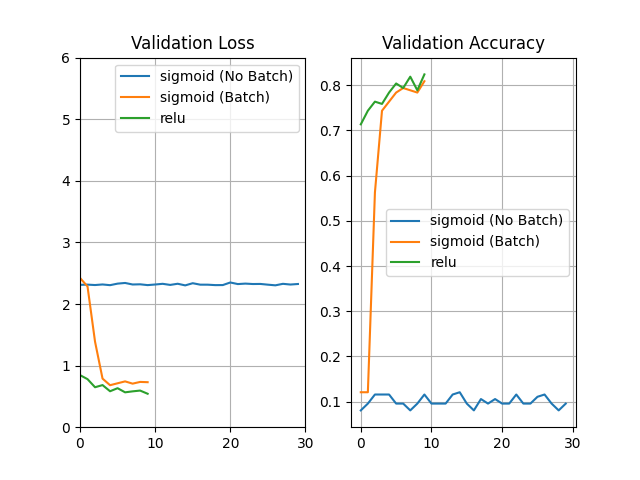 Validation Loss
6
5
4
3
2
1
0
0
10
20
30
sigmoid (No Batch)
sigmoid (Batch)
relu
Validation Accuracy
0.8
0.7
0.6
0.5
0.4
0.3
0.2
0.1
0
10
20
30
sigmoid (No Batch)
sigmoid (Batch)
relu